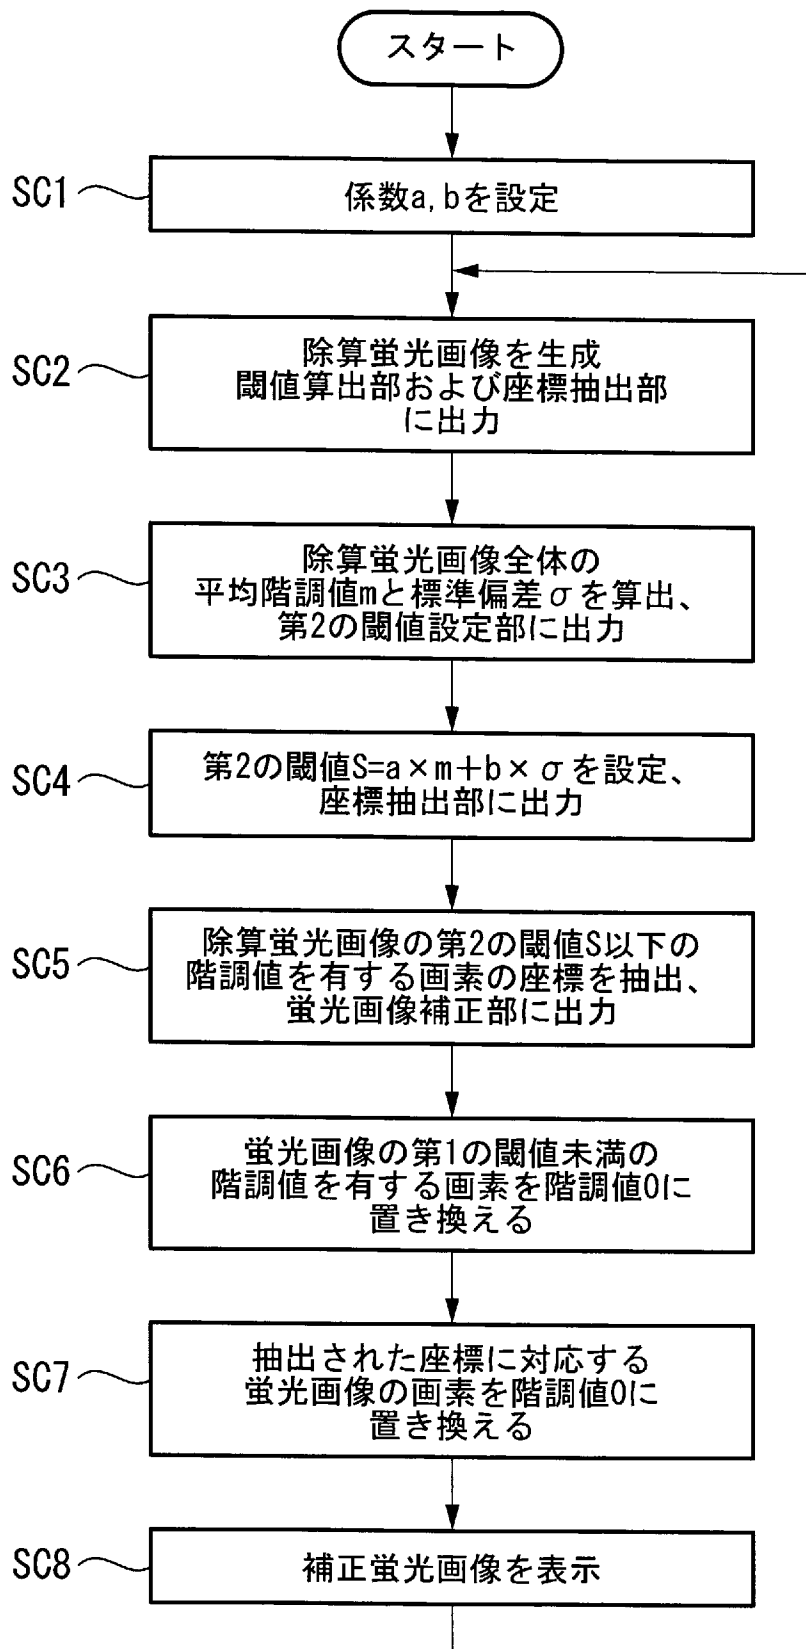 スタート
SC1
係数a,bを設定
SC2
除算蛍光画像を生成
閾値算出部および座標抽出部
に出力
SC3
除算蛍光画像全体の
平均階調値mと標準偏差σを算出、
第2の閾値設定部に出力
SC4
第2の閾値S=a×m+b×σを設定、
座標抽出部に出力
SC5
除算蛍光画像の第2の閾値S以下の
階調値を有する画素の座標を抽出、
蛍光画像補正部に出力
SC6
蛍光画像の第1の閾値未満の
階調値を有する画素を階調値0に
置き換える
SC7
抽出された座標に対応する
蛍光画像の画素を階調値0に
置き換える
SC8
補正蛍光画像を表示